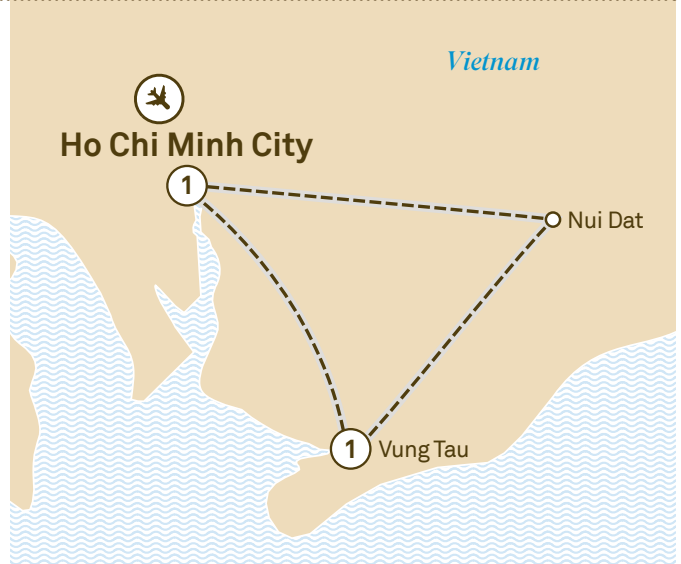 Vietnam
Ho Chi Minh City
1
Nui Dat
1
Vung Tau